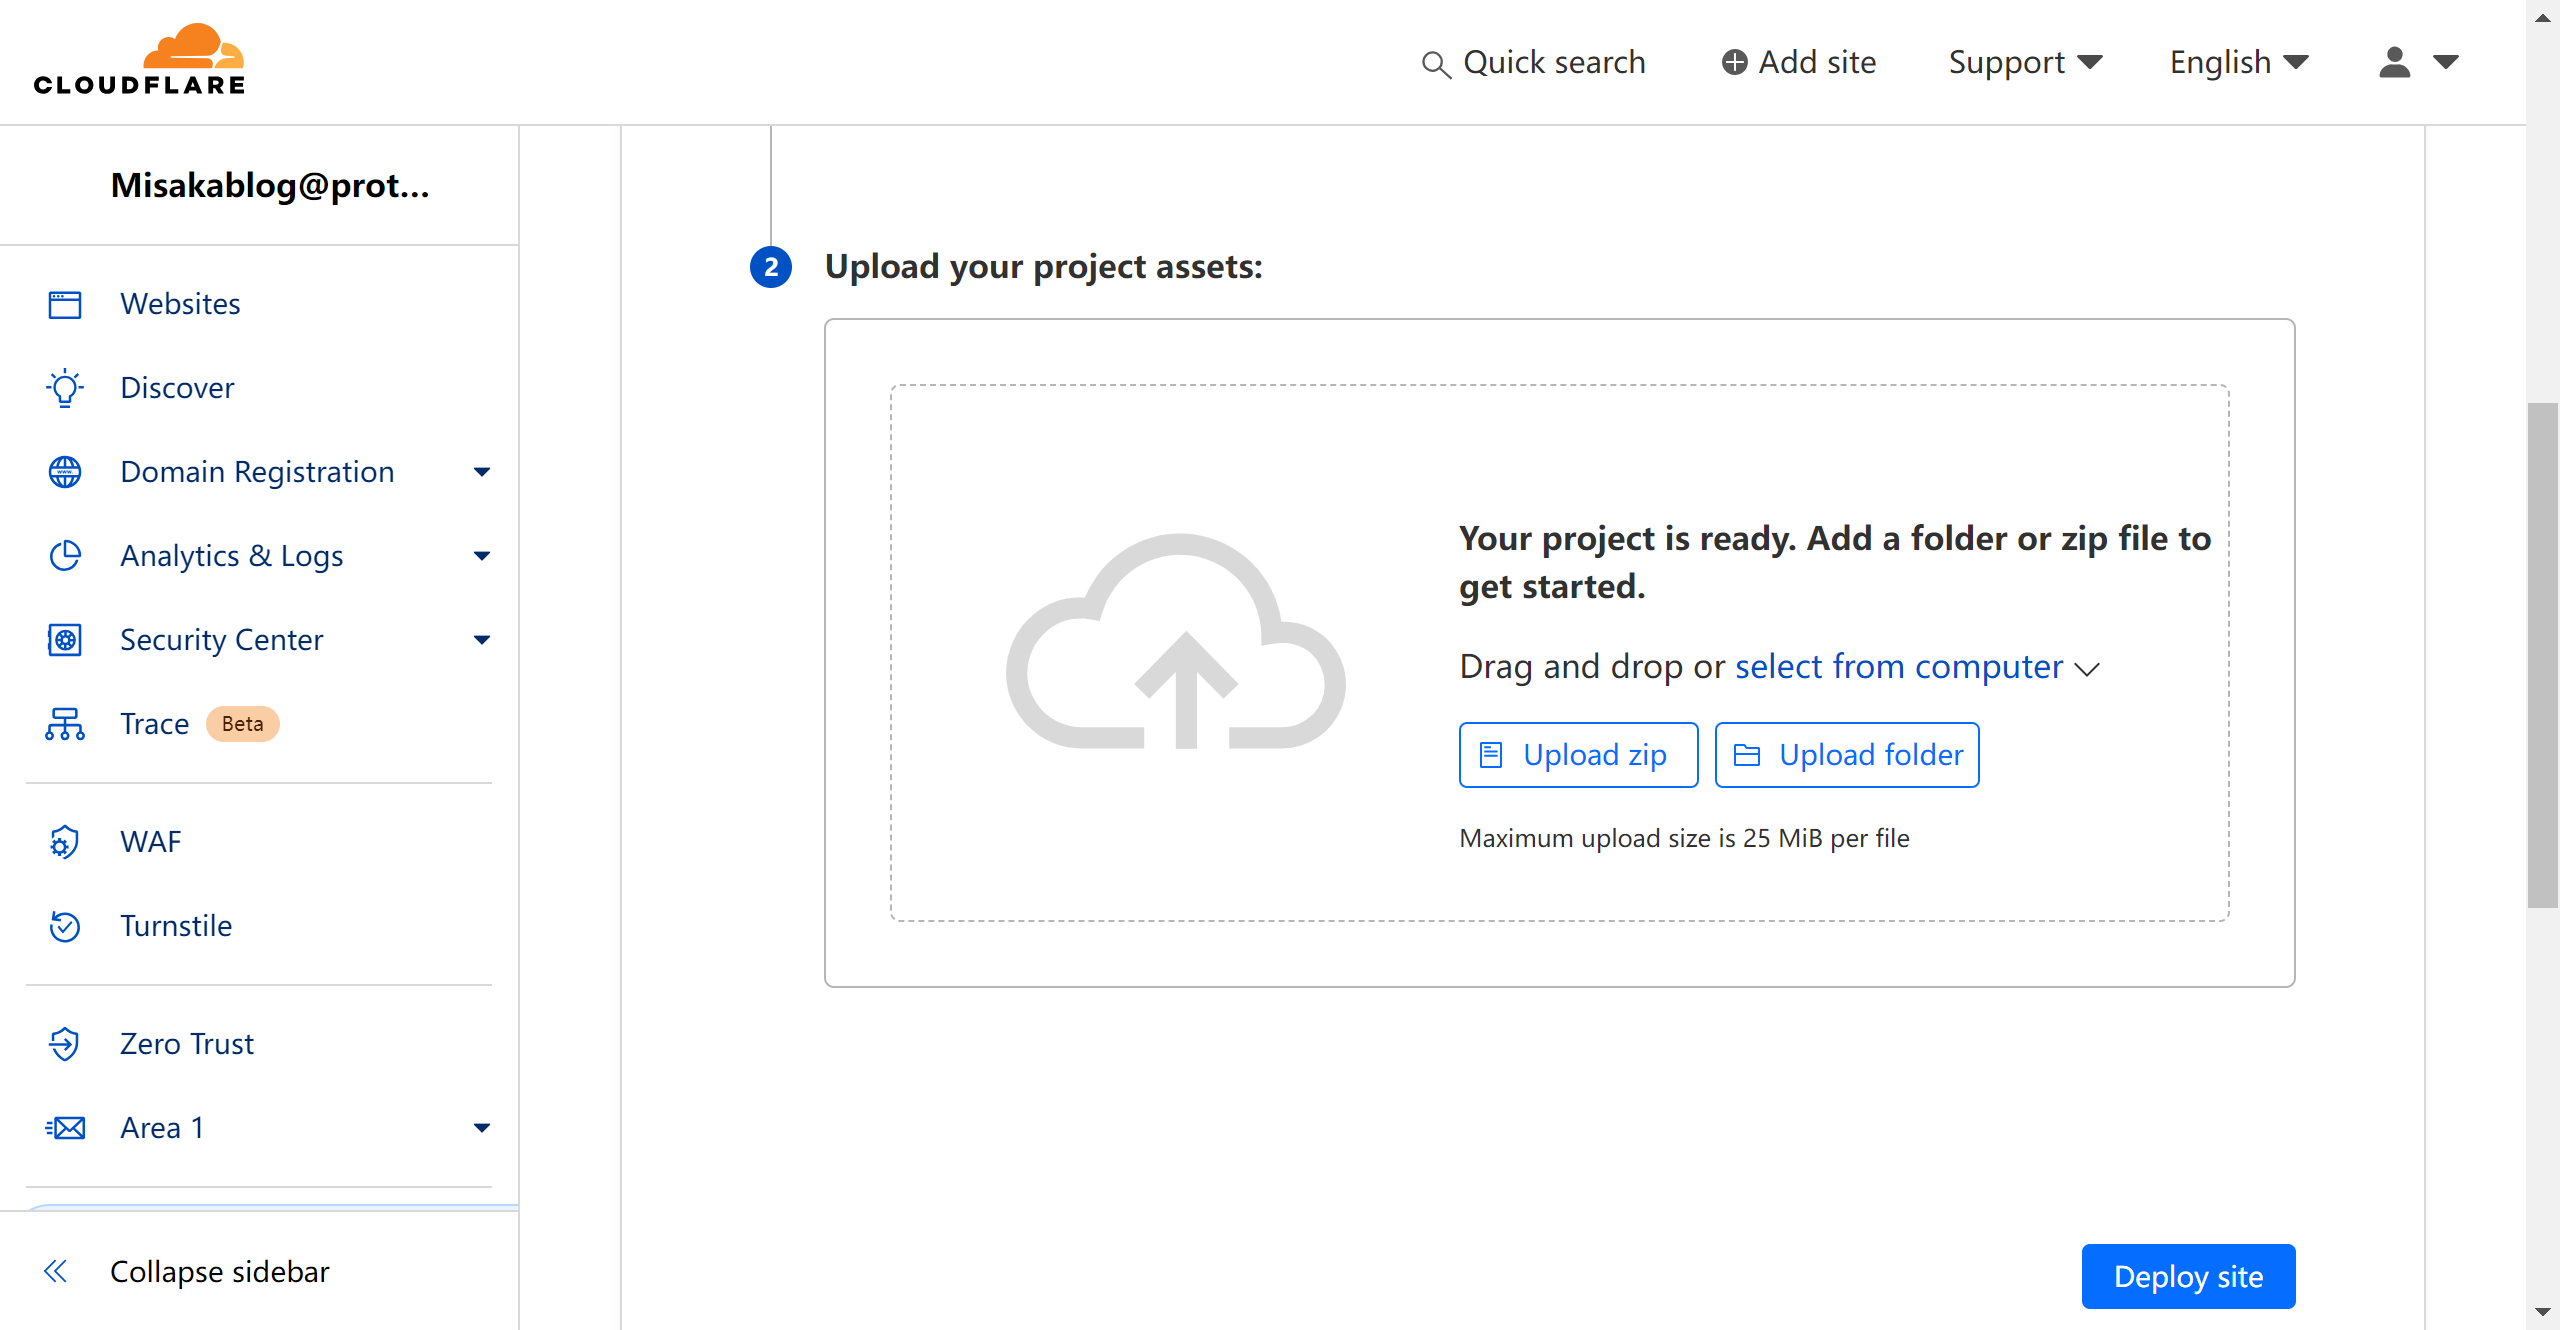 CLOUDFLARE
Quick search
Add site
Support
English
Misakablog@prot...
Websites
Discover
Domain Registration
Analytics & Logs
Security Center
Trace Beta
WAF
Turnstile
Zero Trust
Area 1
Collapse sidebar
2 Upload your project assets:
Your project is ready. Add a folder or zip file to
get started.
Drag and drop or select from computer
Upload zip
Upload folder
Maximum upload size is 25 MiB per file
Deploy site